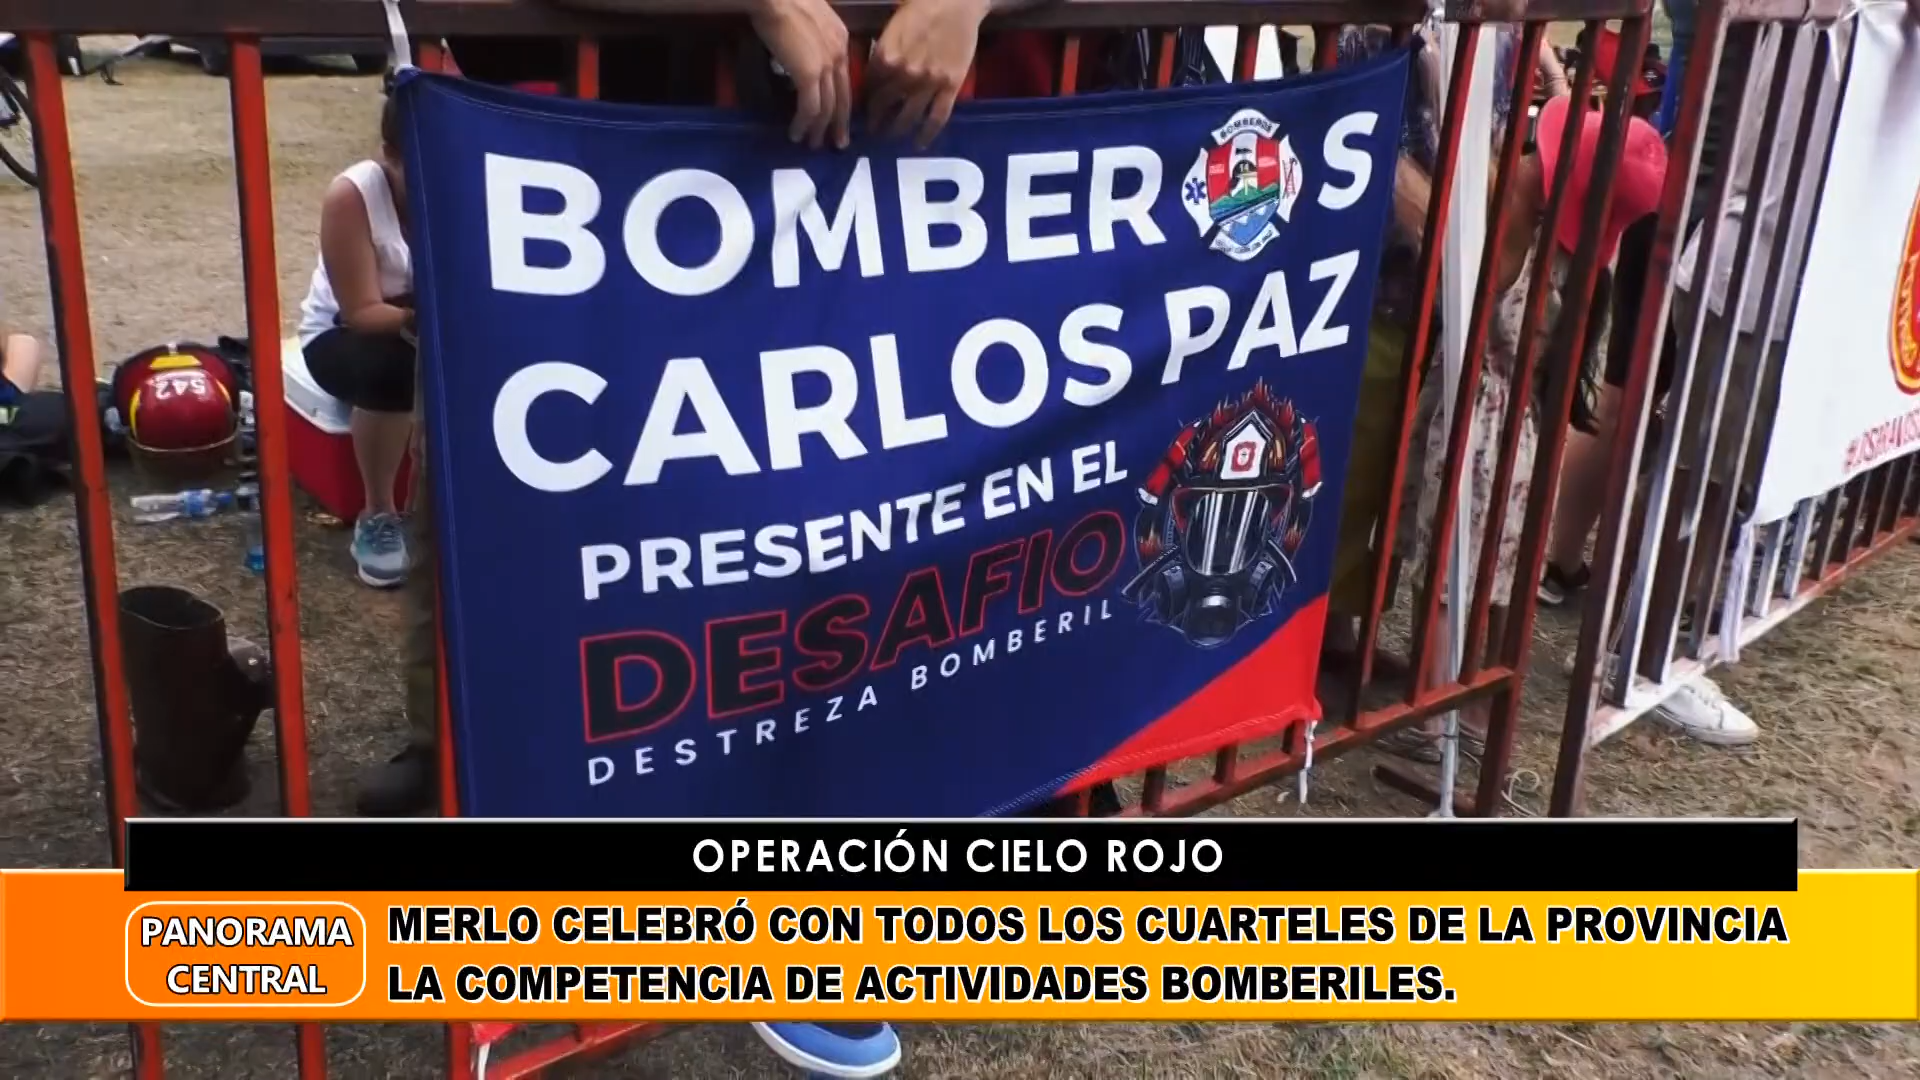 BOMBEROS
BOMBEROS
CARLOS PAZ
PRESENTE EN EL
DESAFIO
DESTREZA BOMBERIL
542
OPERACIÓN CIELO ROJO
PANORAMA
CENTRAL
MERLO CELEBRÓ CON TODOS LOS CUARTELES DE LA PROVINCIA
LA COMPETENCIA DE ACTIVIDADES BOMBERILES.